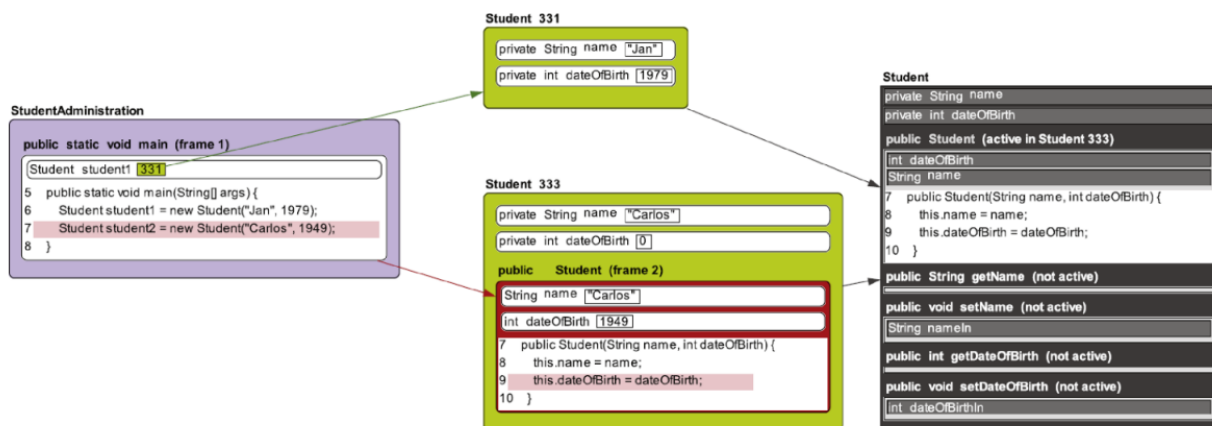 StudentAdministration
public static void main (frame 1)
Student student1 331
5 public static void main(String[] args) {
6 Student student1 = new Student("Jan", 1979);
7 Student student2 = new Student("Carlos", 1949);
8 }
Student 331
private String name "Jan"
private int dateOfBirth 1979
Student 333
private String name "Carlos"
private int dateOfBirth 0
public Student (frame 2)
String name "Carlos"
int dateOfBirth 1949
7 public Student(String name, int dateOfBirth) {
8 this.name = name;
9 this.dateOfBirth = dateOfBirth;
10 }
Student
private String name
private int dateOfBirth
public Student (active in Student 333)
int dateOfBirth
String name
7 public Student(String name, int dateOfBirth) {
8 this.name = name;
9 this.dateOfBirth = dateOfBirth;
10 }
public String getName (not active)
public void setName (not active)
String nameIn
public int getDateOfBirth (not active)
public void setDateOfBirth (not active)
int dateOfBirthIn